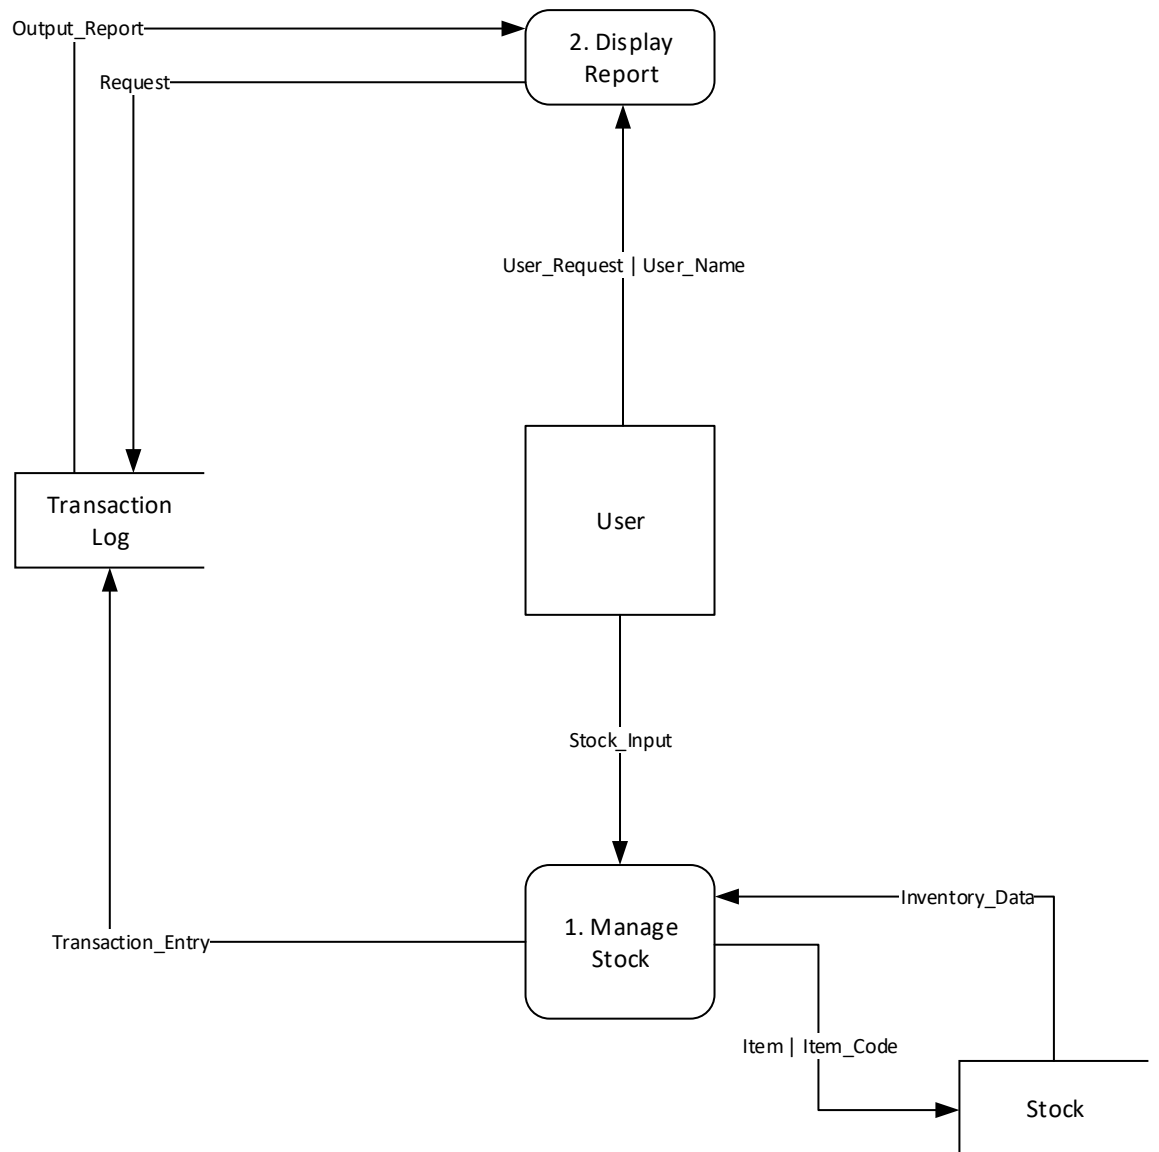 Output_Report
2. Display
Report
Request
User_Request | User_Name
Transaction
Log
User
Stock_Input
Inventory_Data
1. Manage
Stock
Transaction_Entry
Item | Item_Code
Stock